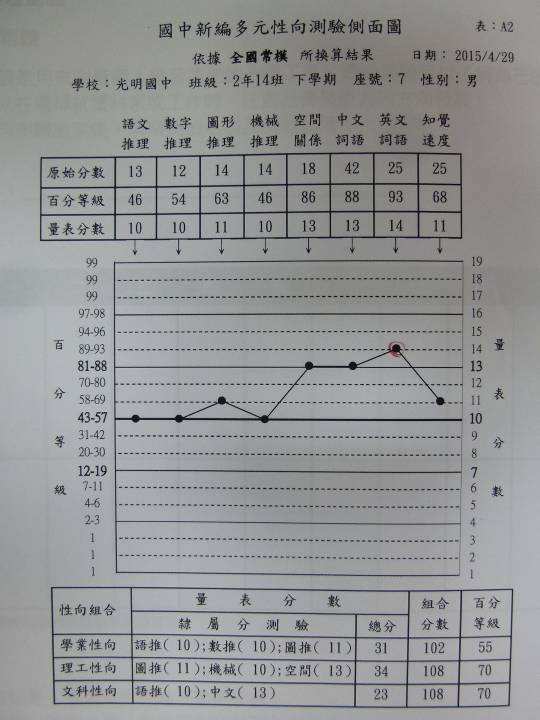 國中新編多元性向測驗側面圖 表：A2
依據 全國常模 所換算結果 日期： 2015/4/29
學校：光明國中 班級：2年14班 下學期 座號：7 性別：男
語文推理 數字推理 圖形推理 機械推理 空間關係 中文詞語 英文詞語 知覺速度
原始分數 13 12 14 14 18 42 25 25
百分等級 46 54 63 46 86 88 93 68
量表分數 10 10 11 10 13 13 14 11
百分等級
量表分數
99 19
99 18
99 17
97-98 16
94-96 15
89-93 14
81-88 13
70-80 12
58-69 11
43-57 10
31-42 9
20-30 8
12-19 7
7-11 6
4-6 5
2-3 4
1 3
1 2
1 1
性向組合 量表分數 組合分數 百分等級
隸屬分測驗 總分
學業性向 語推( 10);數推( 10);圖推( 11) 31 102 55
理工性向 圖推( 11);機械( 10);空間( 13) 34 108 70
文科性向 語推( 10);中文( 13) 23 108 70